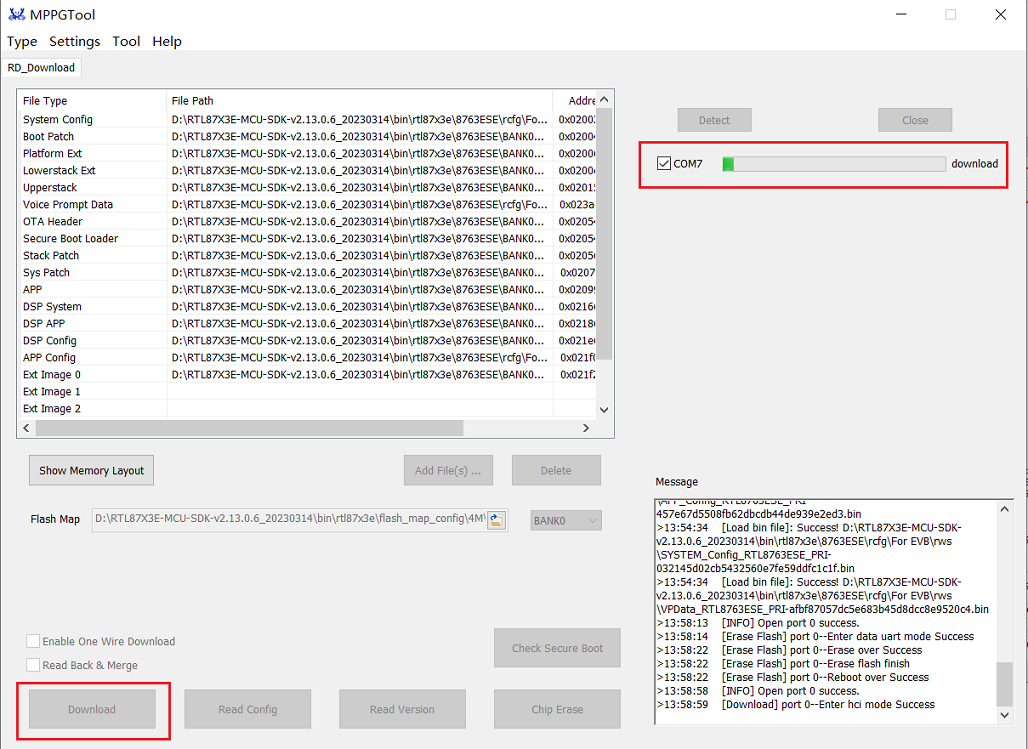 MPPGTool
Type Settings Tool Help
RD_Download
File Type File Path Addre
System Config D:\RTL87X3E-MCU-SDK-v2.13.0.6_20230314\bin\rtl87x3e\8763ESE\rcfg\Fo... 0x0200
Boot Patch D:\RTL87X3E-MCU-SDK-v2.13.0.6_20230314\bin\rtl87x3e\8763ESE\BANK0... 0x0200
Platform Ext D:\RTL87X3E-MCU-SDK-v2.13.0.6_20230314\bin\rtl87x3e\8763ESE\BANK0... 0x0200
Lowerstack Ext D:\RTL87X3E-MCU-SDK-v2.13.0.6_20230314\bin\rtl87x3e\8763ESE\BANK0... 0x0200
Upperstack D:\RTL87X3E-MCU-SDK-v2.13.0.6_20230314\bin\rtl87x3e\8763ESE\BANK0... 0x0201
Voice Prompt Data D:\RTL87X3E-MCU-SDK-v2.13.0.6_20230314\bin\rtl87x3e\8763ESE\rcfg\Fo... 0x023a
OTA Header D:\RTL87X3E-MCU-SDK-v2.13.0.6_20230314\bin\rtl87x3e\8763ESE\BANK0... 0x0205
Secure Boot Loader D:\RTL87X3E-MCU-SDK-v2.13.0.6_20230314\bin\rtl87x3e\8763ESE\BANK0... 0x0205
Stack Patch D:\RTL87X3E-MCU-SDK-v2.13.0.6_20230314\bin\rtl87x3e\8763ESE\BANK0... 0x0205
Sys Patch D:\RTL87X3E-MCU-SDK-v2.13.0.6_20230314\bin\rtl87x3e\8763ESE\BANK0... 0x0207
APP D:\RTL87X3E-MCU-SDK-v2.13.0.6_20230314\bin\rtl87x3e\8763ESE\BANK0... 0x0209
DSP System D:\RTL87X3E-MCU-SDK-v2.13.0.6_20230314\bin\rtl87x3e\8763ESE\BANK0... 0x0216
DSP APP D:\RTL87X3E-MCU-SDK-v2.13.0.6_20230314\bin\rtl87x3e\8763ESE\BANK0... 0x0218
DSP Config D:\RTL87X3E-MCU-SDK-v2.13.0.6_20230314\bin\rtl87x3e\8763ESE\BANK0... 0x021e
APP Config D:\RTL87X3E-MCU-SDK-v2.13.0.6_20230314\bin\rtl87x3e\8763ESE\rcfg\Fo... 0x021f
Ext Image 0 D:\RTL87X3E-MCU-SDK-v2.13.0.6_20230314\bin\rtl87x3e\8763ESE\BANK0... 0x021f
Ext Image 1
Ext Image 2
Show Memory Layout Add File(s) ... Delete
Flash Map D:\RTL87X3E-MCU-SDK-v2.13.0.6_20230314\bin\rtl87x3e\flash_map_config\4M\ BANK0
Enable One Wire Download
Read Back & Merge
Check Secure Boot
Download Read Config Read Version Chip Erase
Detect Close
COM7 download
Message
\APP_Config_RTL8763ESE_PRI-
457e67d5508fb62dbcdb44de939e2ed3.bin
>13:54:34 [Load bin file]: Success! D:\RTL87X3E-MCU-SDK-
v2.13.0.6_20230314\bin\rtl87x3e\8763ESE\rcfg\For EVB\rws
\SYSTEM_Config_RTL8763ESE_PRI-
032145d02cb5432560e7fe59ddfc1c1f.bin
>13:54:34 [Load bin file]: Success! D:\RTL87X3E-MCU-SDK-
v2.13.0.6_20230314\bin\rtl87x3e\8763ESE\rcfg\For EVB\rws
\VPData_RTL8763ESE_PRI-afbf87057dc5e683b45d8dcc8e9520c4.bin
>13:58:13 [INFO] Open port 0 success.
>13:58:14 [Erase Flash] port 0--Enter data uart mode Success
>13:58:22 [Erase Flash] port 0--Erase over Success
>13:58:22 [Erase Flash] port 0--Erase flash finish
>13:58:22 [Erase Flash] port 0--Reboot over Success
>13:58:58 [INFO] Open port 0 success.
>13:58:59 [Download] port 0--Enter hci mode Success